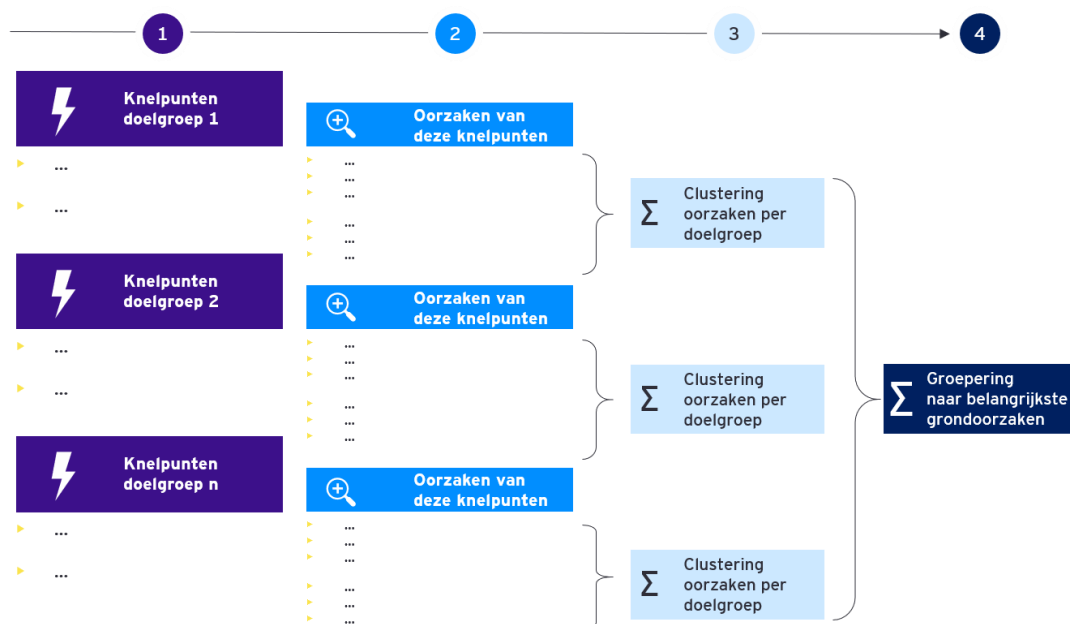 1
2
3
4
Knelpunten
doelgroep 1
...
...
Oorzaken van
deze knelpunten
...
...
...
...
...
...
Clustering
oorzaken per
doelgroep
Knelpunten
doelgroep 2
...
...
Oorzaken van
deze knelpunten
...
...
...
...
...
...
Clustering
oorzaken per
doelgroep
Knelpunten
doelgroep n
...
...
Oorzaken van
deze knelpunten
...
...
...
...
...
...
Clustering
oorzaken per
doelgroep
Σ
Σ
Σ
Σ
Groepering
naar belangrijkste
grondoorzaken